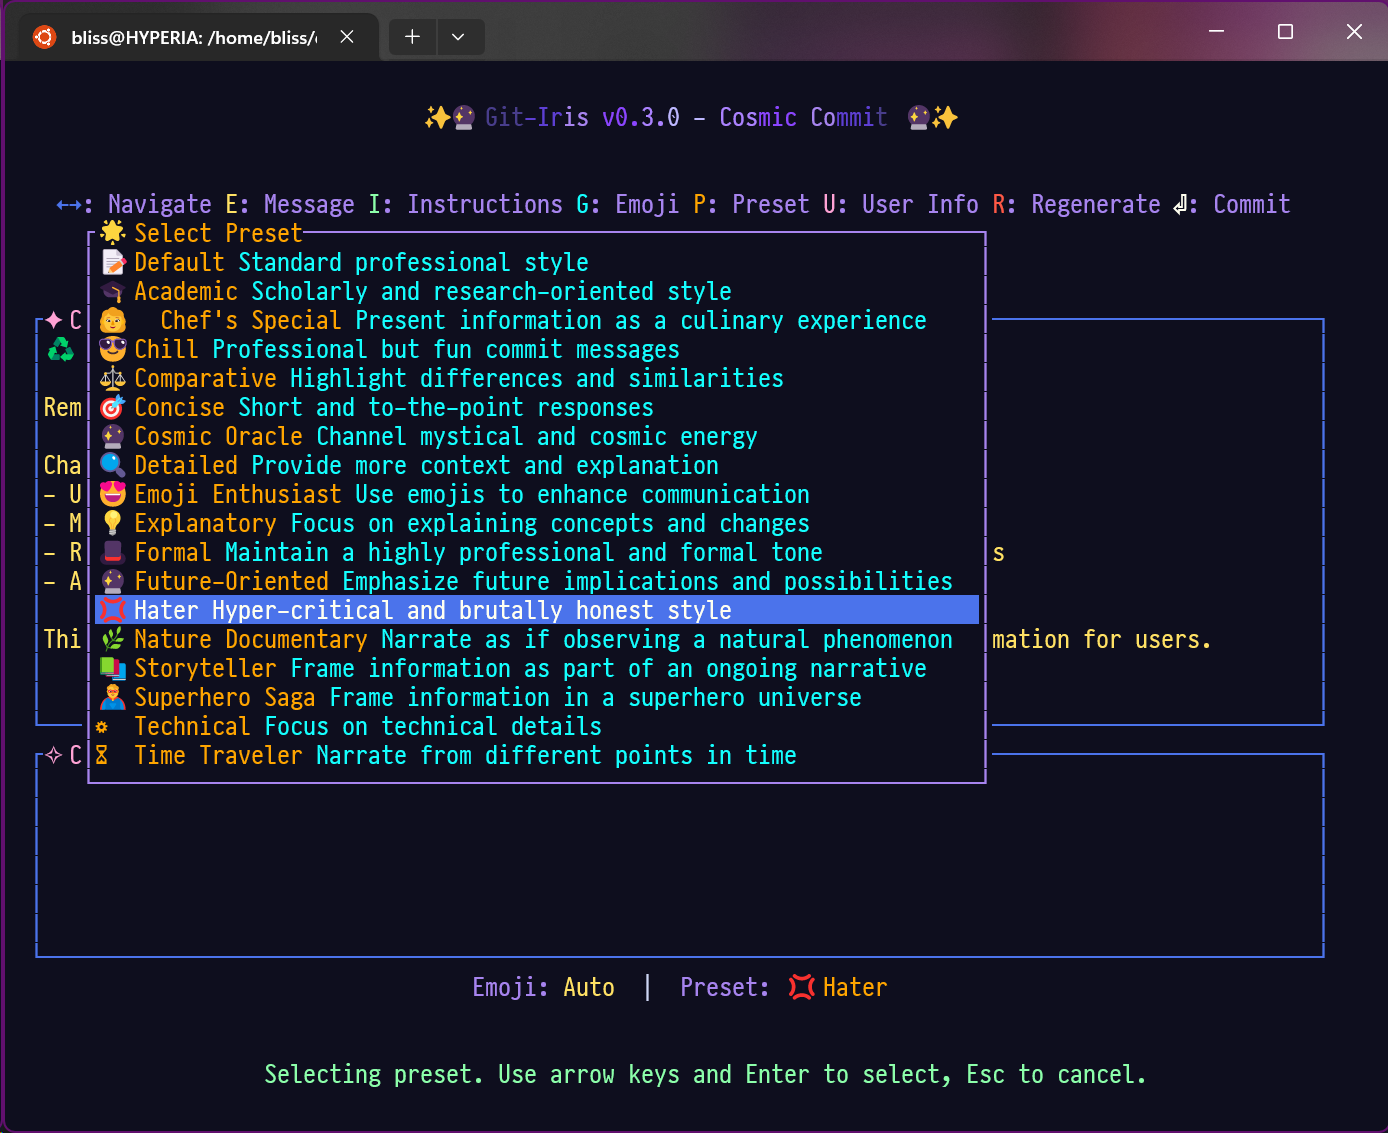 bliss@HYPERIA: /home/bliss/
✨🔮 Git-Iris v0.3.0 - Cosmic Commit 🔮✨
←→: Navigate E: Message I: Instructions G: Emoji P: Preset U: User Info R: Regenerate ⏎: Commit
🌟 Select Preset
📝 Default Standard professional style
🎓 Academic Scholarly and research-oriented style
✦ C
Chef's Special Present information as a culinary experience
♻️
😎 Chill Professional but fun commit messages
⚖️ Comparative Highlight differences and similarities
Rem
🎯 Concise Short and to-the-point responses
🔮 Cosmic Oracle Channel mystical and cosmic energy
Cha
🔍 Detailed Provide more context and explanation
- U
🤩 Emoji Enthusiast Use emojis to enhance communication
- M
💡 Explanatory Focus on explaining concepts and changes
- R
🎩 Formal Maintain a highly professional and formal tone
s
- A
🔮 Future-Oriented Emphasize future implications and possibilities
💢 Hater Hyper-critical and brutally honest style
Thi
🌿 Nature Documentary Narrate as if observing a natural phenomenon
mation for users.
📚 Storyteller Frame information as part of an ongoing narrative
🦸 Superhero Saga Frame information in a superhero universe
⚙ Technical Focus on technical details
✧ C
⏳ Time Traveler Narrate from different points in time
Emoji: Auto | Preset: 💢 Hater
Selecting preset. Use arrow keys and Enter to select, Esc to cancel.